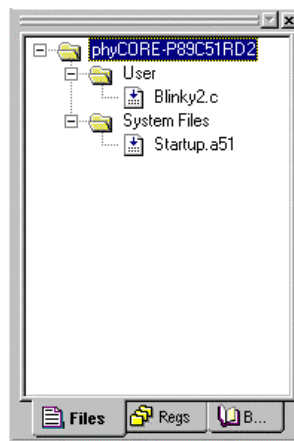 phyCORE-P89C51RD2
User
Blinky2.c
System Files
Startup.a51
Files
Regs
B...